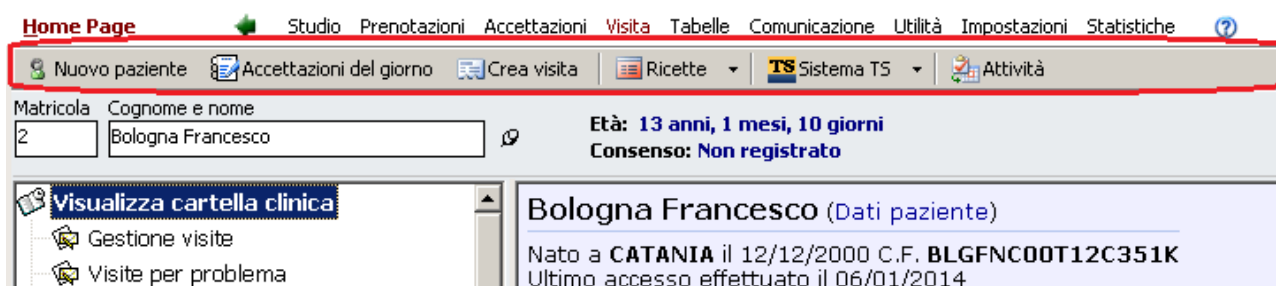 Home Page Studio Prenotazioni Accettazioni Visita Tabelle Comunicazione Utilità Impostazioni Statistiche ?
Nuovo paziente Accettazioni del giorno Crea visita Ricette TS Sistema TS Attività
Matricola Cognome e nome
2 Bologna Francesco
Età: 13 anni, 1 mesi, 10 giorni
Consenso: Non registrato
Visualizza cartella clinica
Gestione visite
Visite per problema
Bologna Francesco (Dati paziente)
Nato a CATANIA il 12/12/2000 C.F. BLGFNC00T12C351K
Ultimo accesso effettuato il 06/01/2014